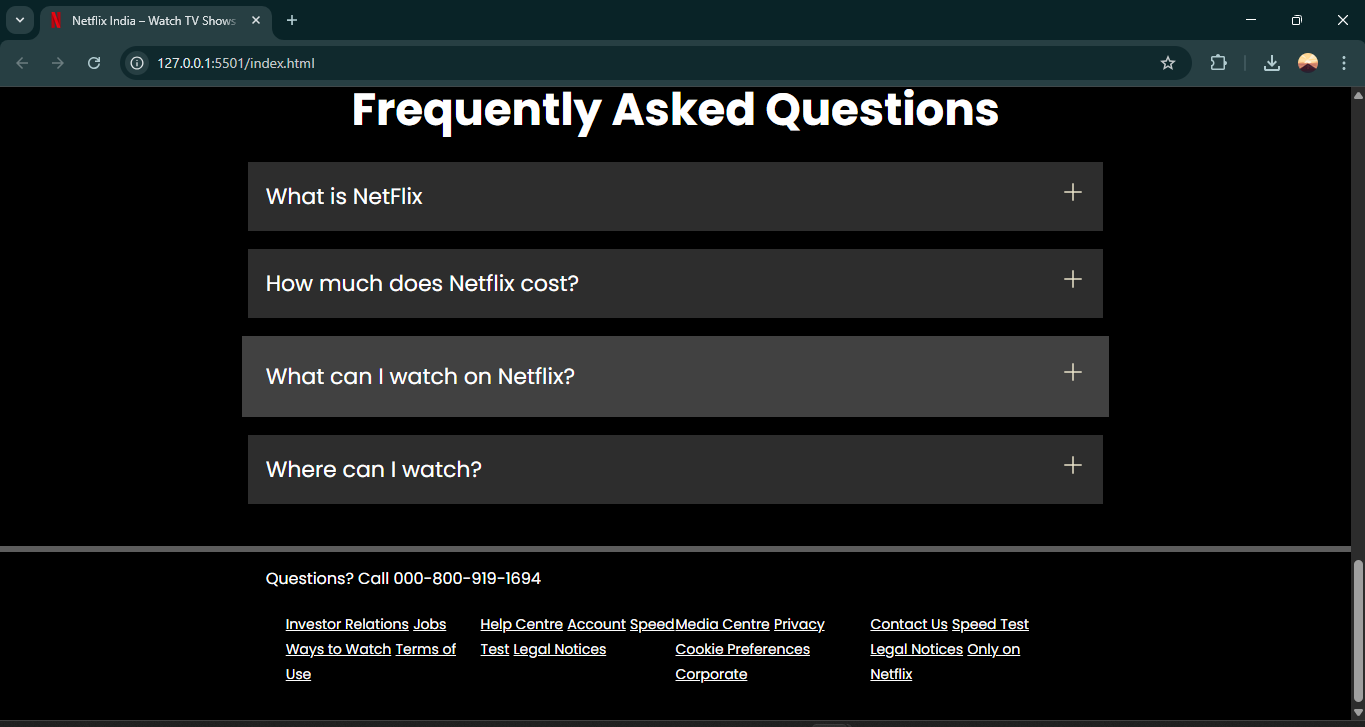 Netflix India – Watch TV Shows
127.0.0.1:5501/index.html
Frequently Asked Questions
What is NetFlix
How much does Netflix cost?
What can I watch on Netflix?
Where can I watch?
Questions? Call 000-800-919-1694
Investor Relations Jobs
Ways to Watch Terms of
Use
Help Centre Account Speed
Test Legal Notices
Media Centre Privacy
Cookie Preferences
Corporate
Contact Us Speed Test
Legal Notices Only on
Netflix